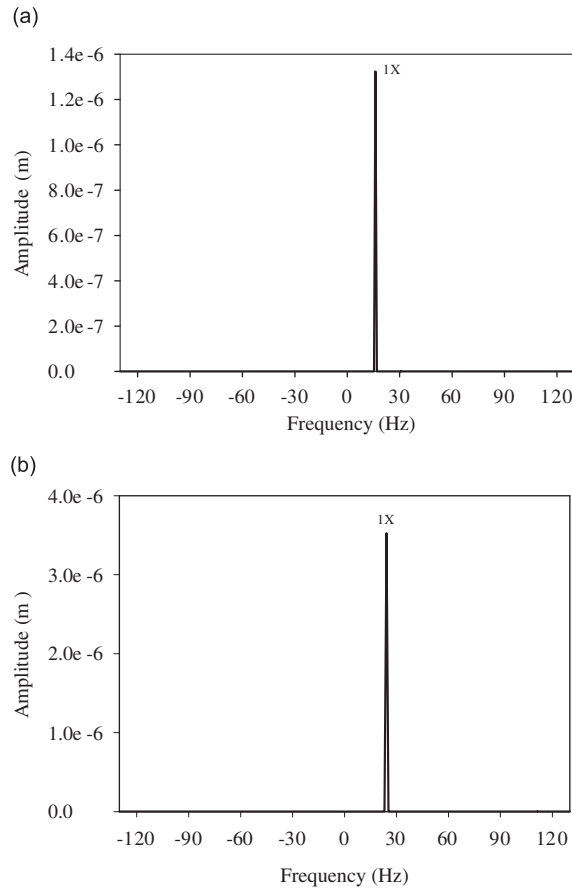 (a)
1.4e -6
1X
1.2e -6
1.0e -6
8.0e -7
6.0e -7
4.0e -7
2.0e -7
0.0
Amplitude (m)
-120 -90 -60 -30 0 30 60 90 120
Frequency (Hz)
(b)
4.0e -6
1X
3.0e -6
2.0e -6
1.0e -6
0.0
Amplitude (m )
-120 -90 -60 -30 0 30 60 90 120
Frequency (Hz)